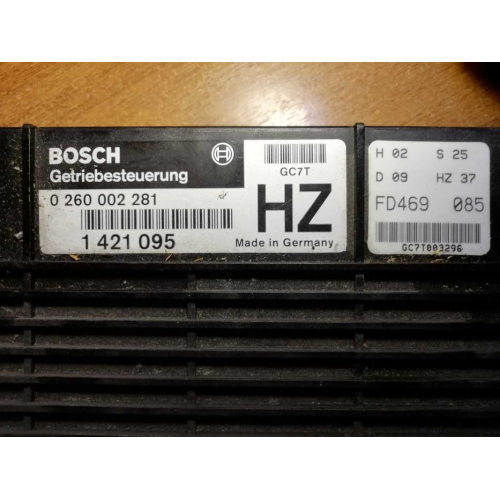 BOSCH
Getriebesteuerung
0 260 002 281
1 421 095
GC7T
HZ
Made in Germany
H 02 S 25
D 09 HZ 37
FD469 085
GC7T003296